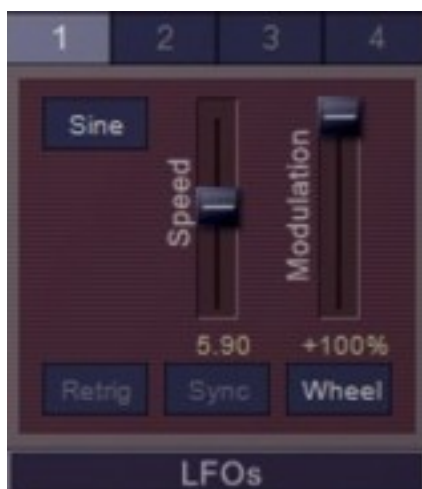 1 2 3 4
Sine
Speed
Modulation
5.90 +100%
Retrig Sync Wheel
LFOs